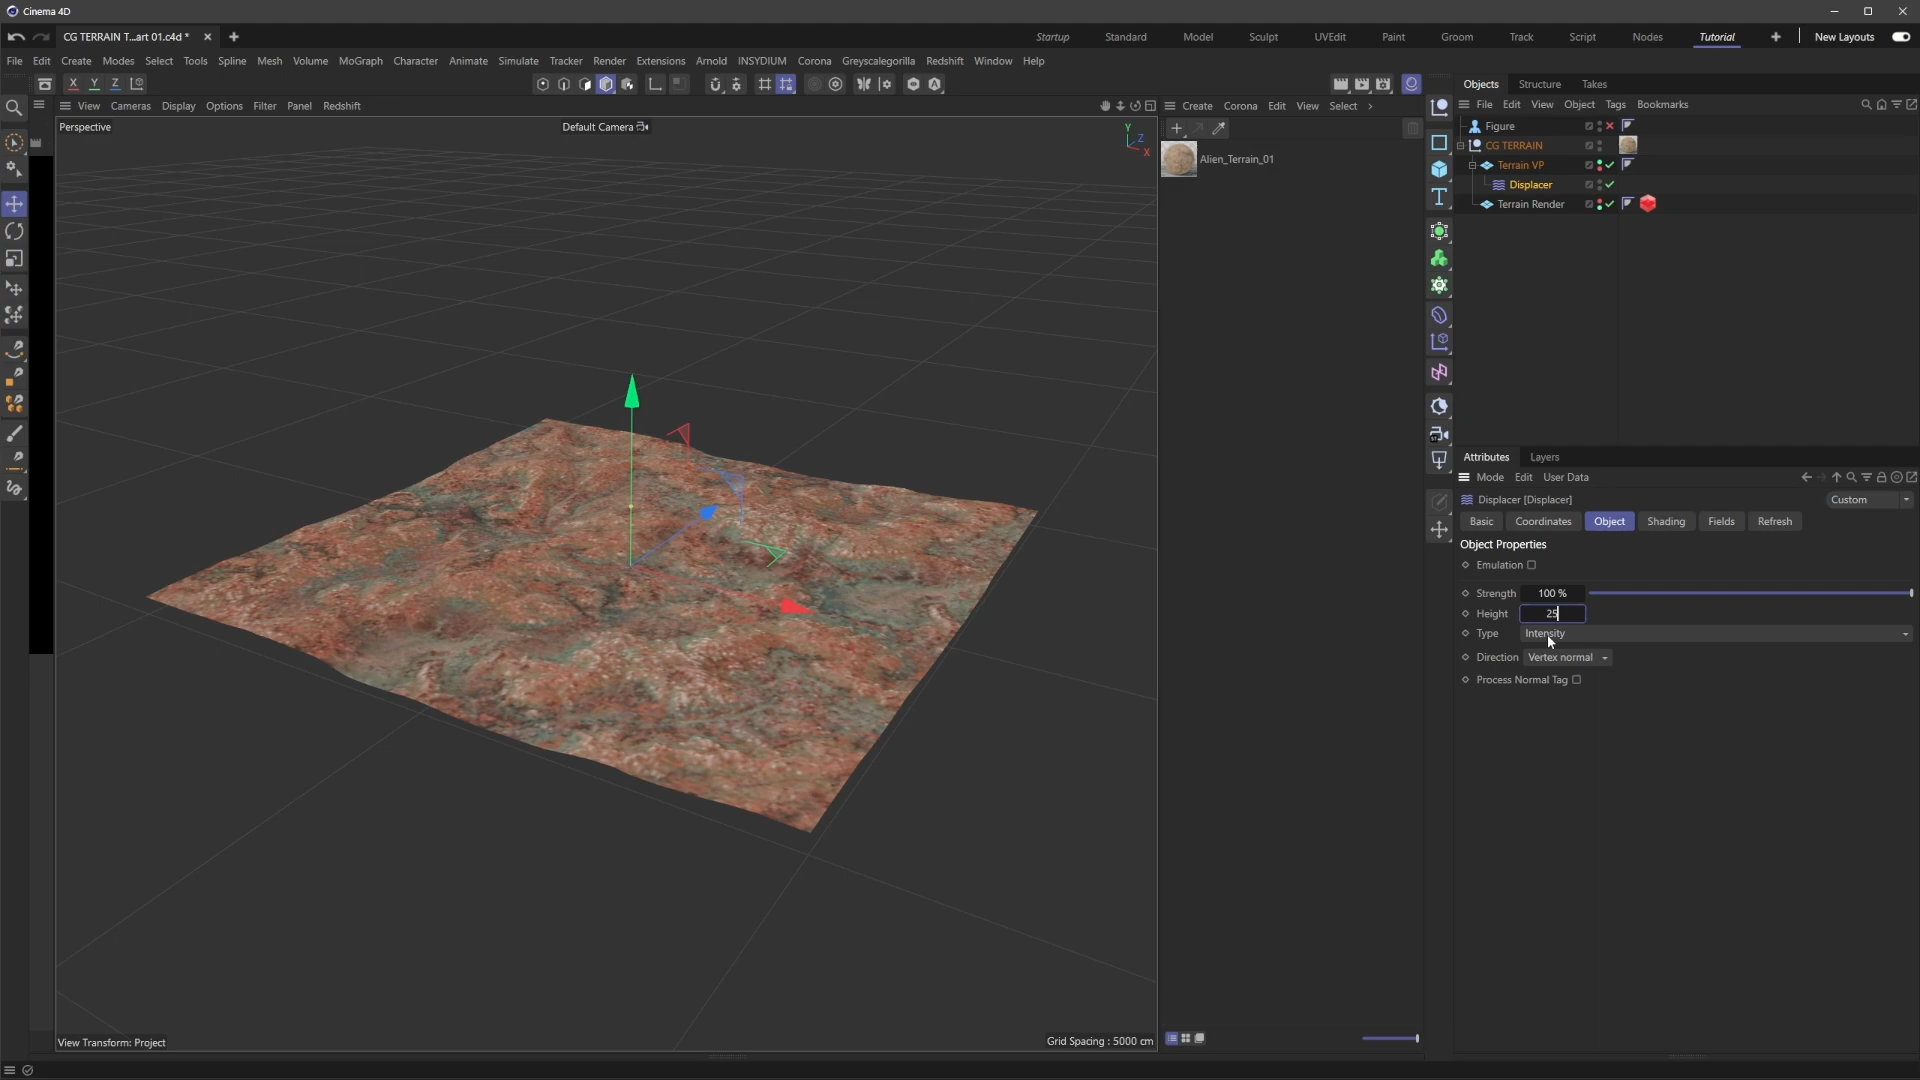 Cinema 4D
CG TERRAIN T...art 01.c4d *
Startup Standard Model Sculpt UVEdit Paint Groom Track Script Nodes Tutorial New Layouts
File Edit Create Modes Select Tools Spline Mesh Volume MoGraph Character Animate Simulate Tracker Render Extensions Arnold INSYDIUM Corona Greyscalegorilla Redshift Window Help
X Y Z
View Cameras Display Options Filter Panel Redshift
Perspective
Default Camera
Y
Z
X
Create Corona Edit View Select
Alien_Terrain_01
Objects Structure Takes
File Edit View Object Tags Bookmarks
Figure
CG TERRAIN
Terrain VP
Displacer
Terrain Render
Attributes Layers
Mode Edit User Data
Displacer [Displacer] Custom
Basic Coordinates Object Shading Fields Refresh
Object Properties
Emulation
Strength 100 %
Height 25
Type Intensity
Direction Vertex normal
Process Normal Tag
View Transform: Project
Grid Spacing : 5000 cm